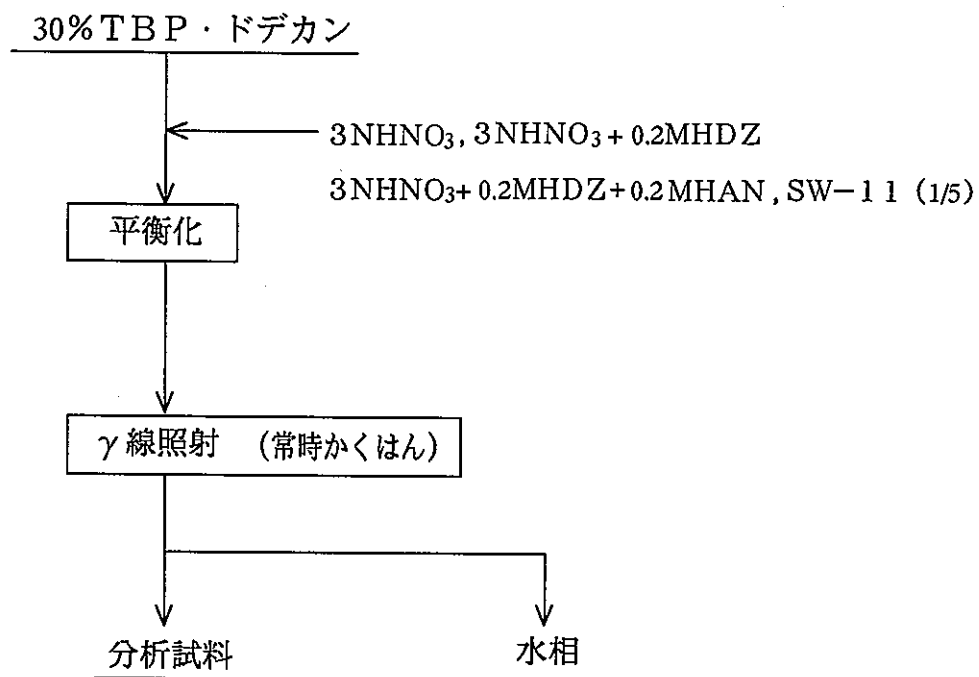 30%TBP・ドデカン
3NHNO₃, 3NHNO₃+0.2MHDZ
3NHNO₃+0.2MHDZ+0.2MHAN,SW-11(1/5)
平衡化
γ線照射 (常時かくはん)
分析試料 水相